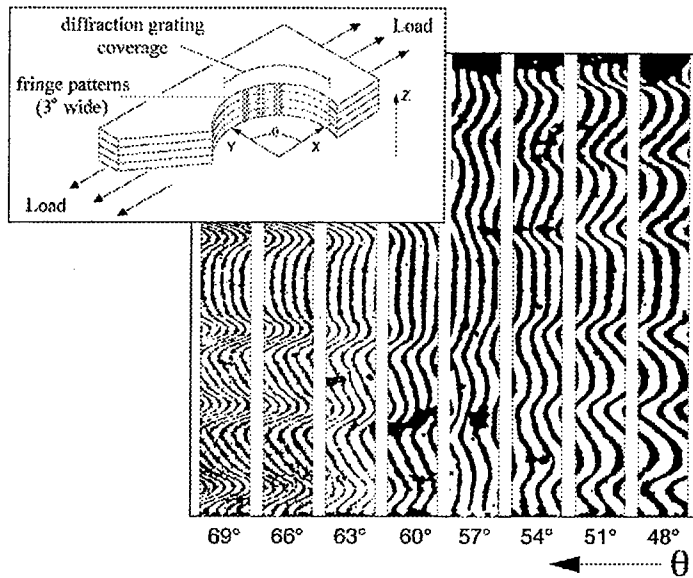 diffraction grating
coverage
Load
fringe patterns
(3° wide)
Z
θ
Y
X
Load
69° 66° 63° 60° 57° 54° 51° 48°
θ